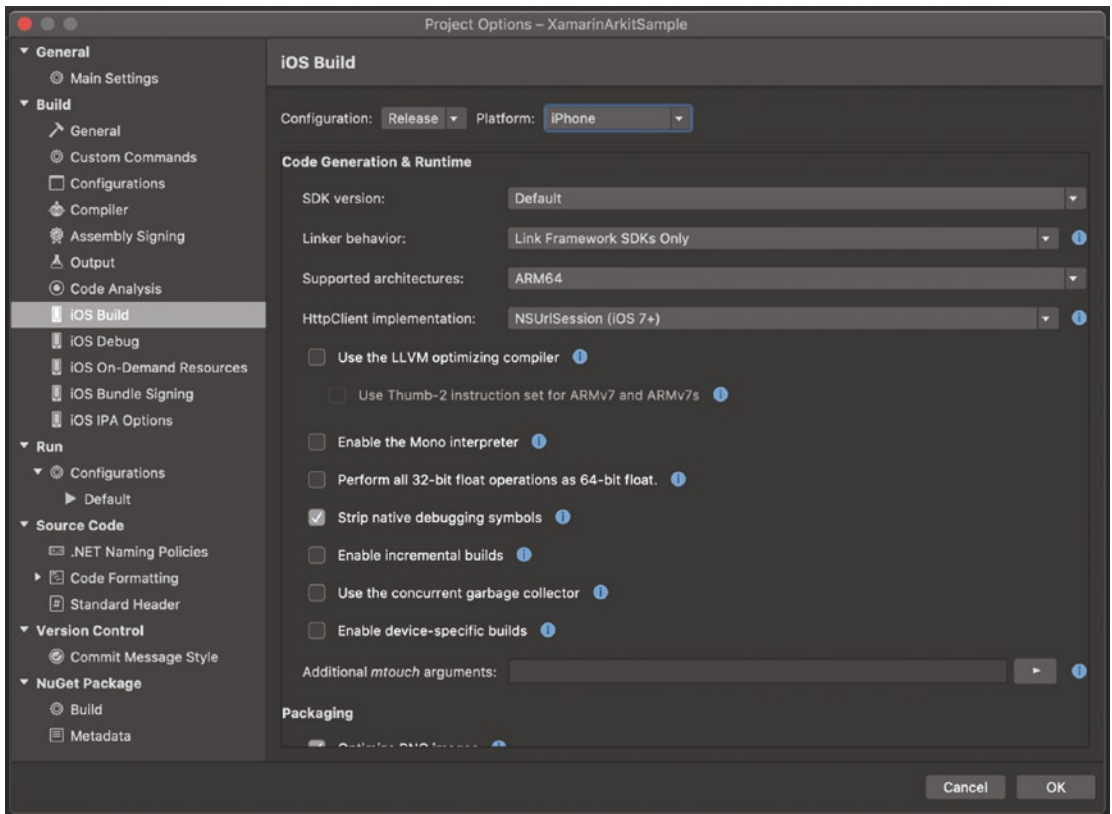 Project Options – XamarinArkitSample
General
Main Settings
Build
General
Custom Commands
Configurations
Compiler
Assembly Signing
Output
Code Analysis
iOS Build
iOS Debug
iOS On-Demand Resources
iOS Bundle Signing
iOS IPA Options
Run
Configurations
Default
Source Code
.NET Naming Policies
Code Formatting
Standard Header
Version Control
Commit Message Style
NuGet Package
Build
Metadata
iOS Build
Configuration: Release Platform: iPhone
Code Generation & Runtime
SDK version: Default
Linker behavior: Link Framework SDKs Only
Supported architectures: ARM64
HttpClient implementation: NSUrlSession (iOS 7+)
Use the LLVM optimizing compiler
Use Thumb-2 instruction set for ARMv7 and ARMv7s
Enable the Mono interpreter
Perform all 32-bit float operations as 64-bit float.
Strip native debugging symbols
Enable incremental builds
Use the concurrent garbage collector
Enable device-specific builds
Additional mtouch arguments:
Packaging
Optimize PNG images
Cancel OK